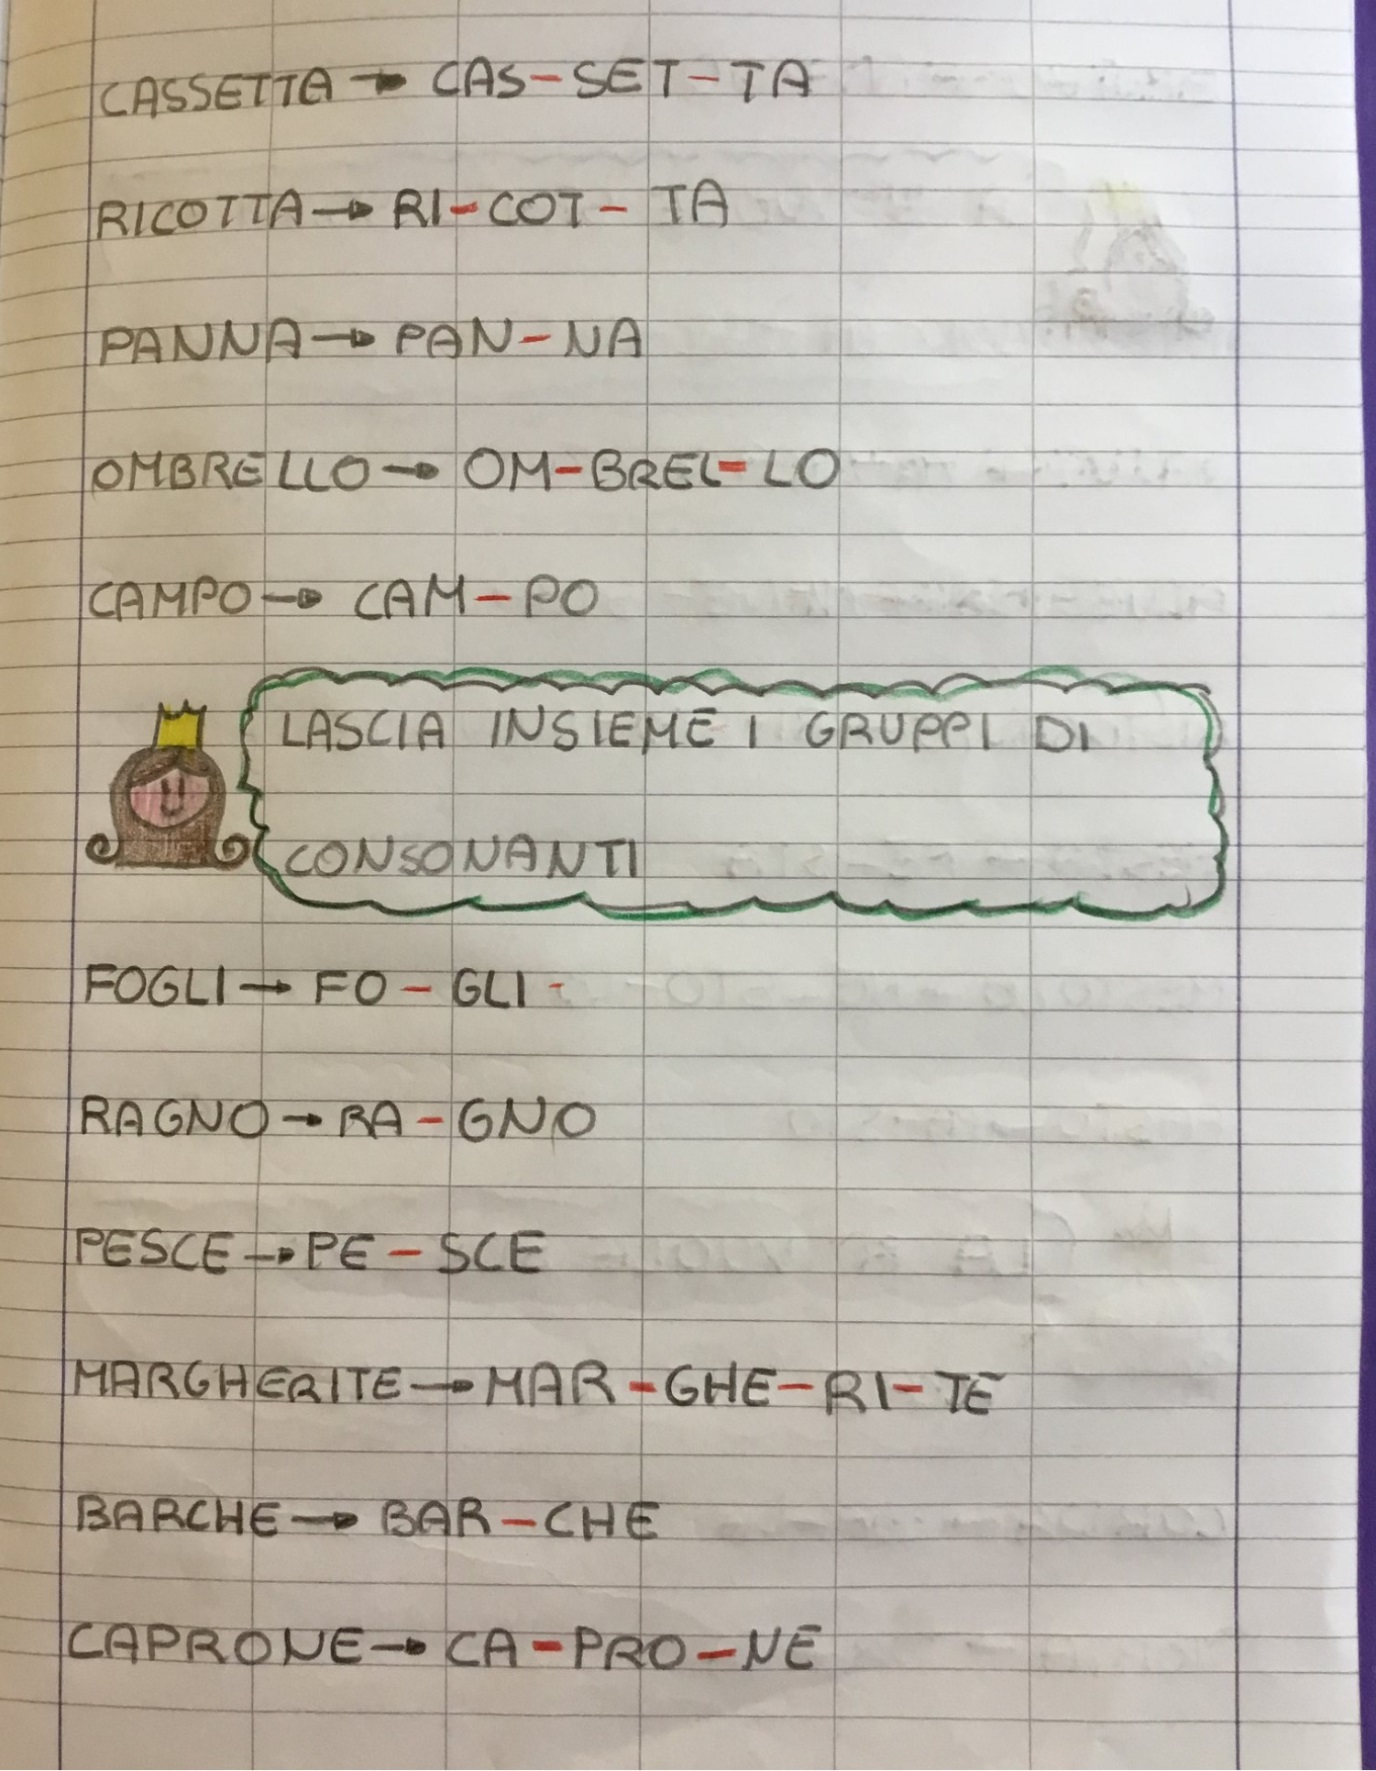 CASSETTA → CAS-SET-TA
RICOTTA → RI-COT-TA
PANNA → PAN-NA
OMBRELLO → OM-BREL-LO
CAMPO → CAM-PO
LASCIA INSIEME I GRUPPI DI
CONSONANTI
FOGLI → FO-GLI-
RAGNO → RA-GNO
PESCE → PE-SCE
MARGHERITE → MAR-GHE-RI-TE
BARCHE → BAR-CHE
CAPRONE → CA-PRO-NE